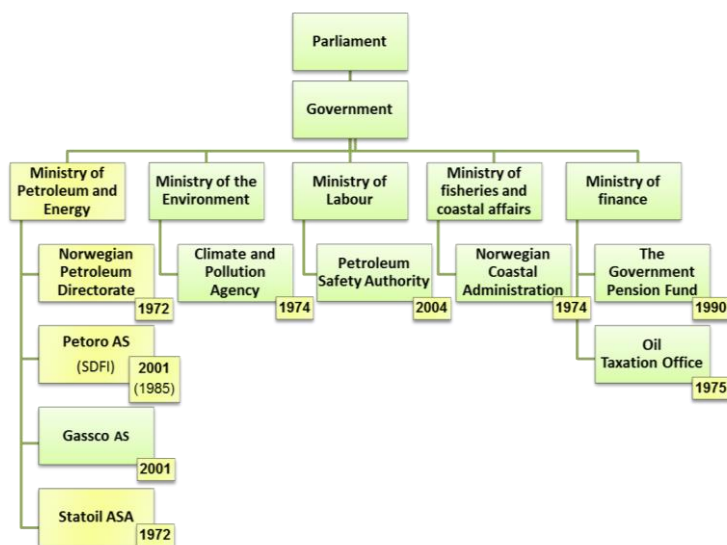 Parliament
Government
Ministry of
Petroleum and
Energy
Ministry of the
Environment
Ministry of
Labour
Ministry of
fisheries and
coastal affairs
Ministry of
finance
Norwegian
Petroleum
Directorate
1972
Climate and
Pollution
Agency
1974
Petroleum
Safety Authority
2004
Norwegian
Coastal
Administration
1974
The
Government
Pension Fund
1990
Petoro AS
(SDFI)
2001
(1985)
Oil
Taxation Office
1975
Gassco AS
2001
Statoil ASA
1972